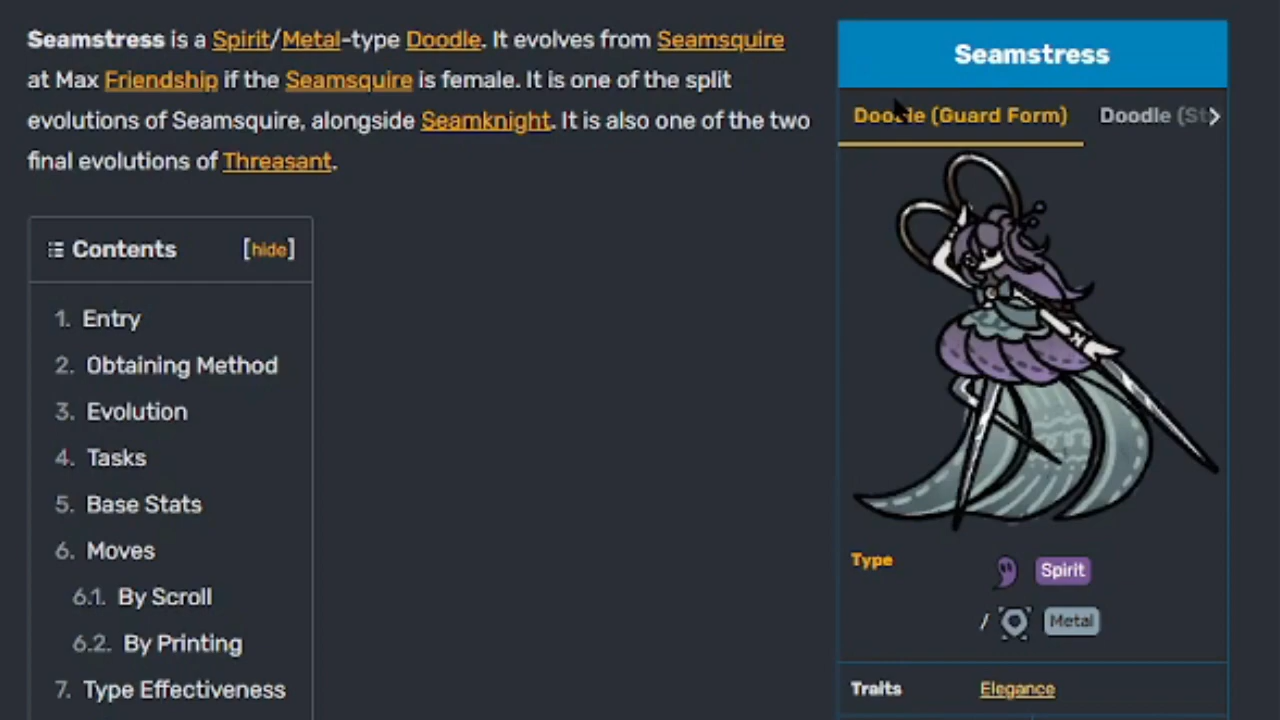 Seamstress is a Spirit/Metal-type Doodle. It evolves from Seamsquire
at Max Friendship if the Seamsquire is female. It is one of the split
evolutions of Seamsquire, alongside Seamknight. It is also one of the two
final evolutions of Threasant.
Contents [hide]
1. Entry
2. Obtaining Method
3. Evolution
4. Tasks
5. Base Stats
6. Moves
6.1. By Scroll
6.2. By Printing
7. Type Effectiveness
Seamstress
Doodle (Guard Form) Doodle (St
Type Spirit
/ Metal
Traits Elegance